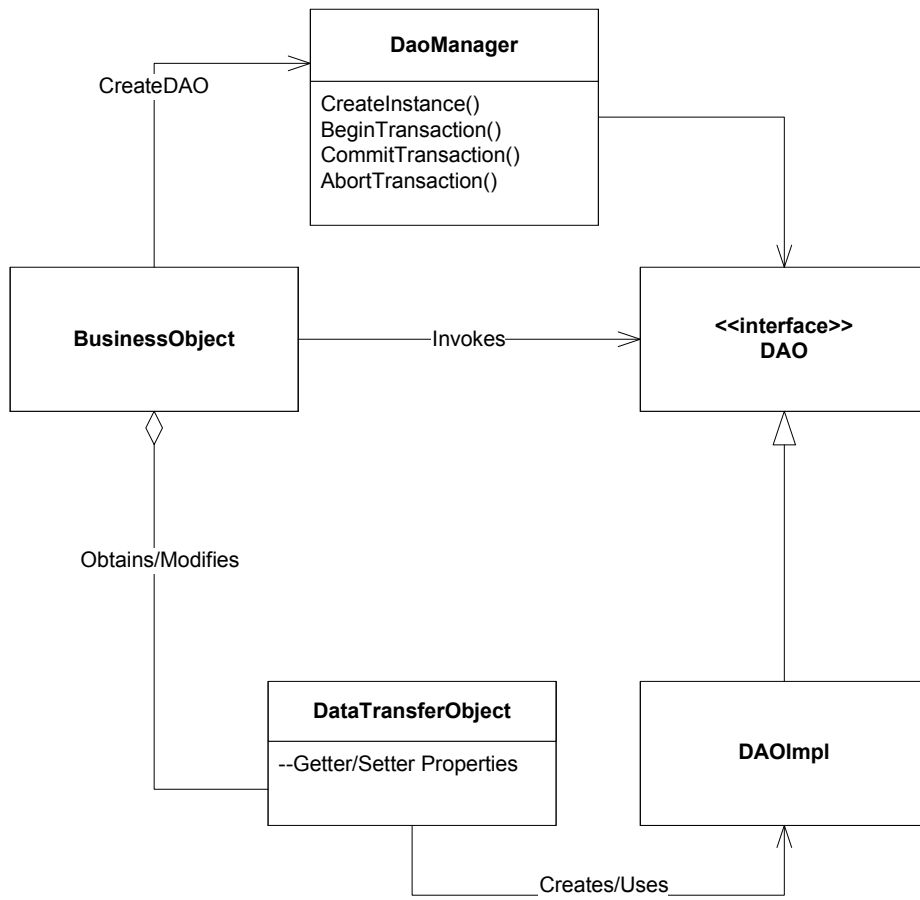 DaoManager
CreateDAO
CreateInstance()
BeginTransaction()
CommitTransaction()
AbortTransaction()
BusinessObject
Invokes
<<interface>>
DAO
Obtains/Modifies
DataTransferObject
--Getter/Setter Properties
DAOImpl
Creates/Uses